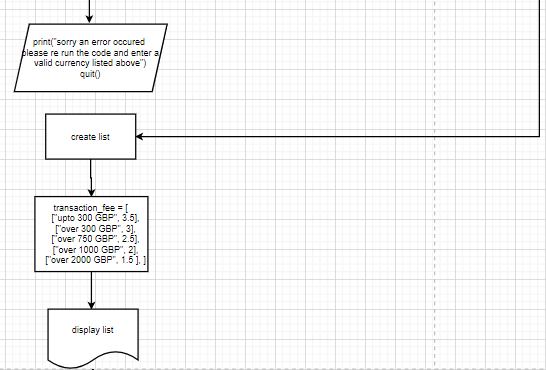 print("sorry an error occured
please re run the code and enter a
valid currency listed above")
quit()
create list
transaction_fee = [
["upto 300 GBP", 3.5],
["over 300 GBP", 3],
["over 750 GBP", 2.5],
["over 1000 GBP", 2],
["over 2000 GBP", 1.5 ], ]
display list